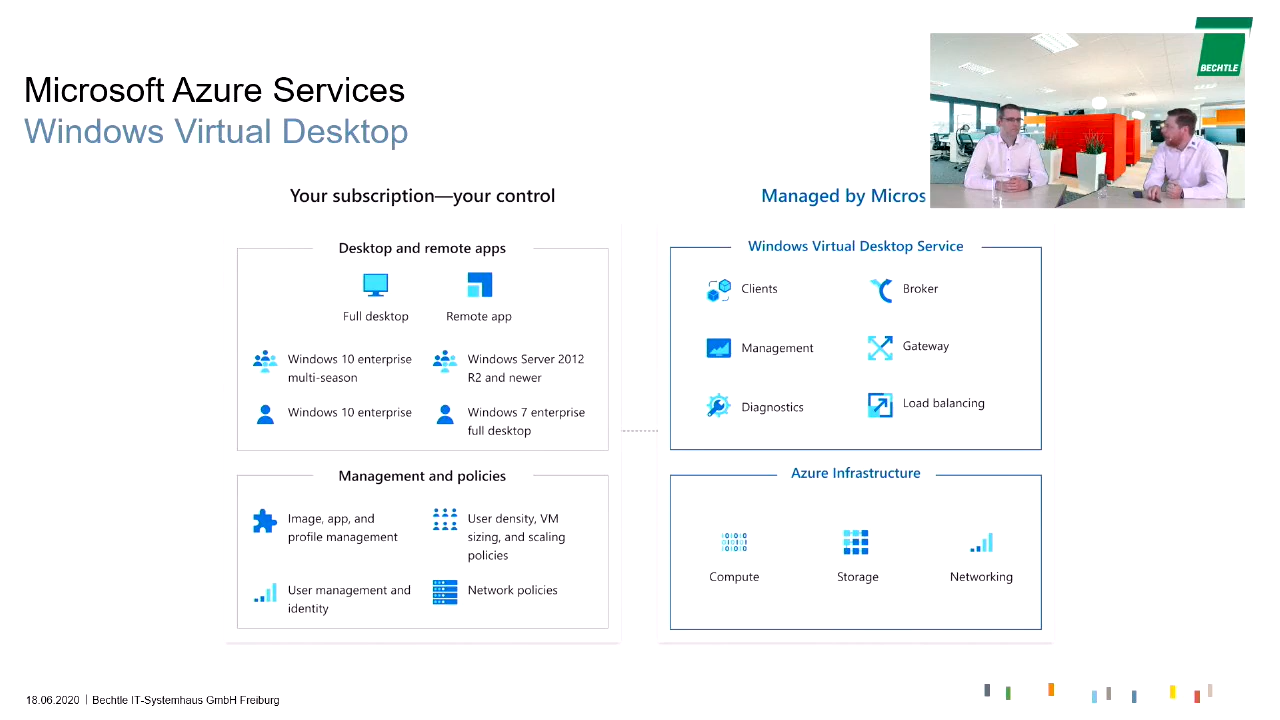 Microsoft Azure Services
Windows Virtual Desktop
BECHTLE
Your subscription—your control
Desktop and remote apps
Full desktop
Remote app
Windows 10 enterprise
multi-season
Windows Server 2012
R2 and newer
Windows 10 enterprise
Windows 7 enterprise
full desktop
Management and policies
Image, app, and
profile management
User density, VM
sizing, and scaling
policies
User management and
identity
Network policies
Managed by Micros
Windows Virtual Desktop Service
Clients
Broker
Management
Gateway
Diagnostics
Load balancing
Azure Infrastructure
Compute
Storage
Networking
18.06.2020 | Bechtle IT-Systemhaus GmbH Freiburg